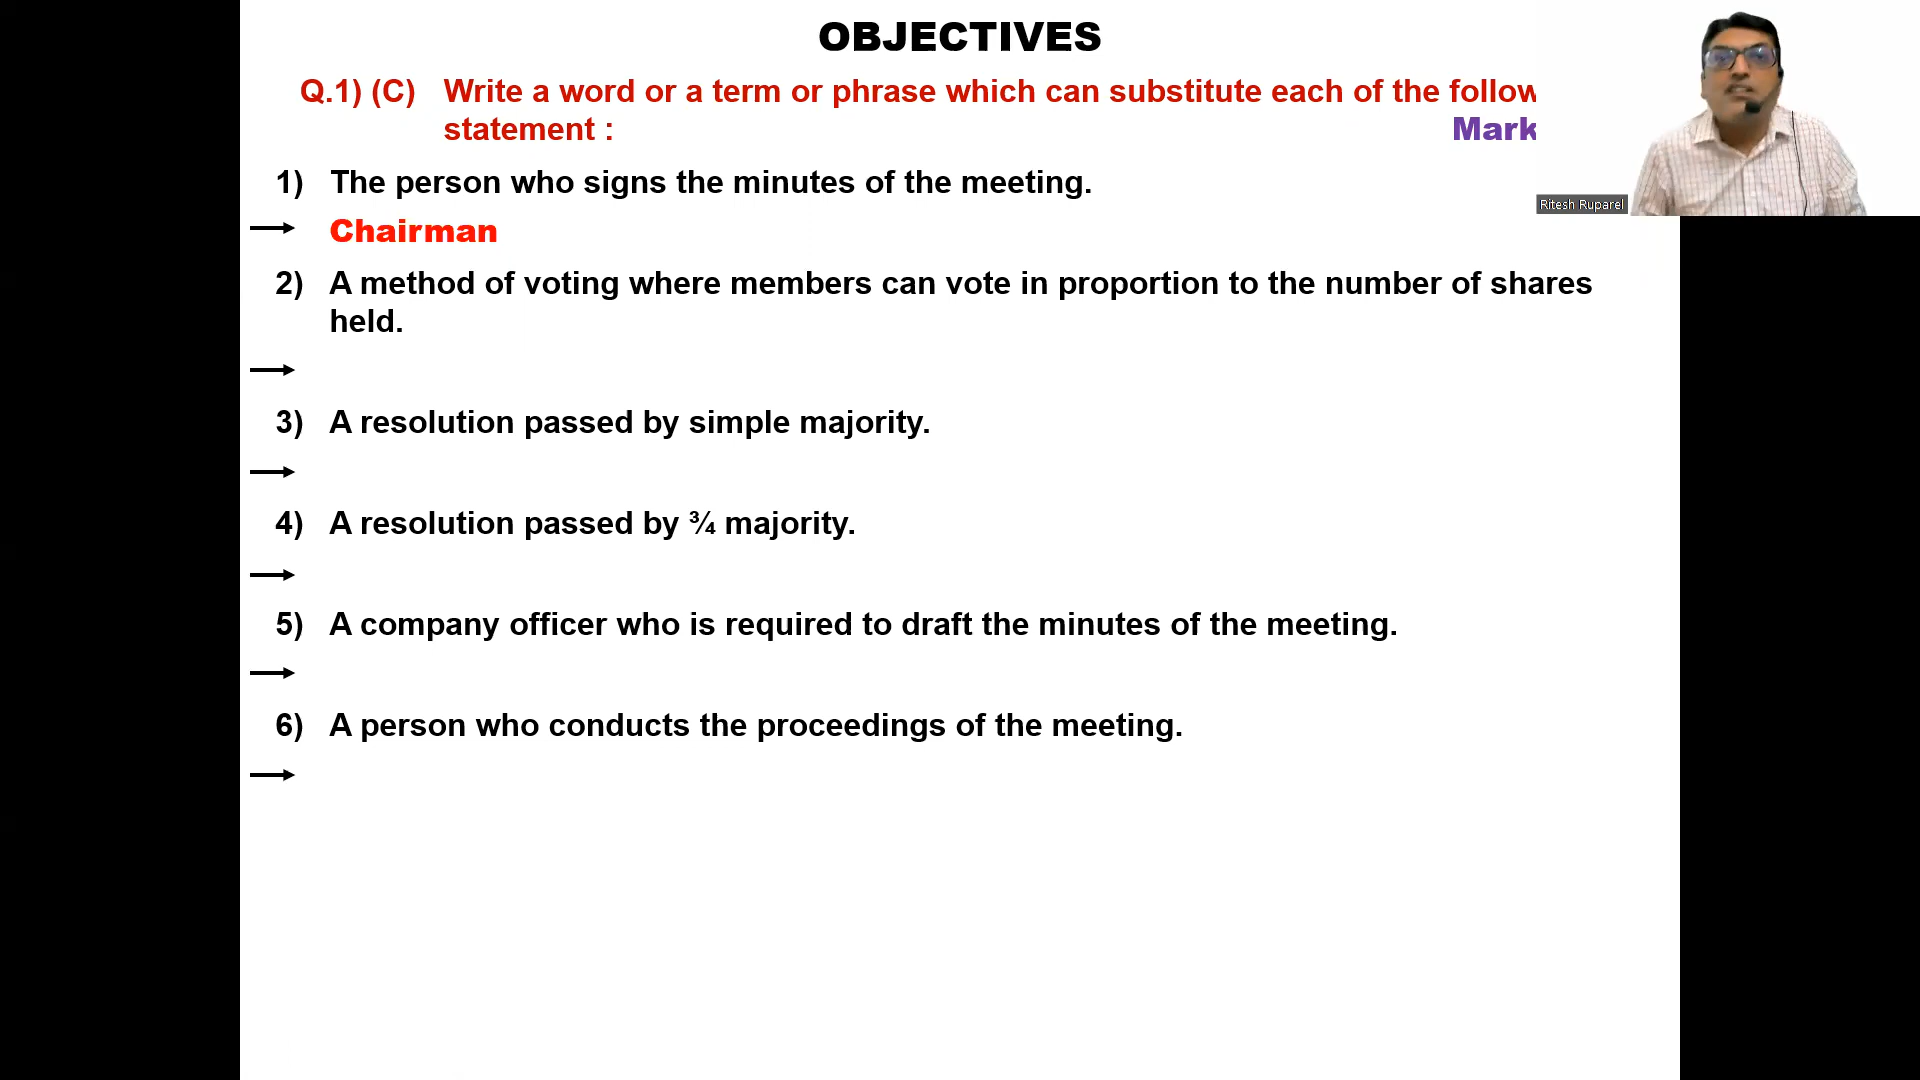 OBJECTIVES
Q.1) (C) Write a word or a term or phrase which can substitute each of the follow
statement : Mark
1) The person who signs the minutes of the meeting.
Ritesh Ruparel
→ Chairman
2) A method of voting where members can vote in proportion to the number of shares
held.
→
3) A resolution passed by simple majority.
→
4) A resolution passed by ¾ majority.
→
5) A company officer who is required to draft the minutes of the meeting.
→
6) A person who conducts the proceedings of the meeting.
→